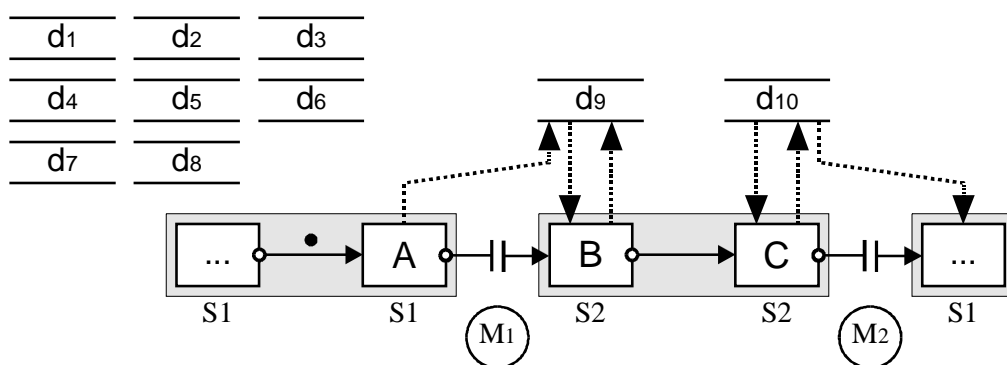 d1 d2 d3
d4 d5 d6 d9 d10
d7 d8
... A B C ...
S1 S1 S2 S2 S1
M1 M2